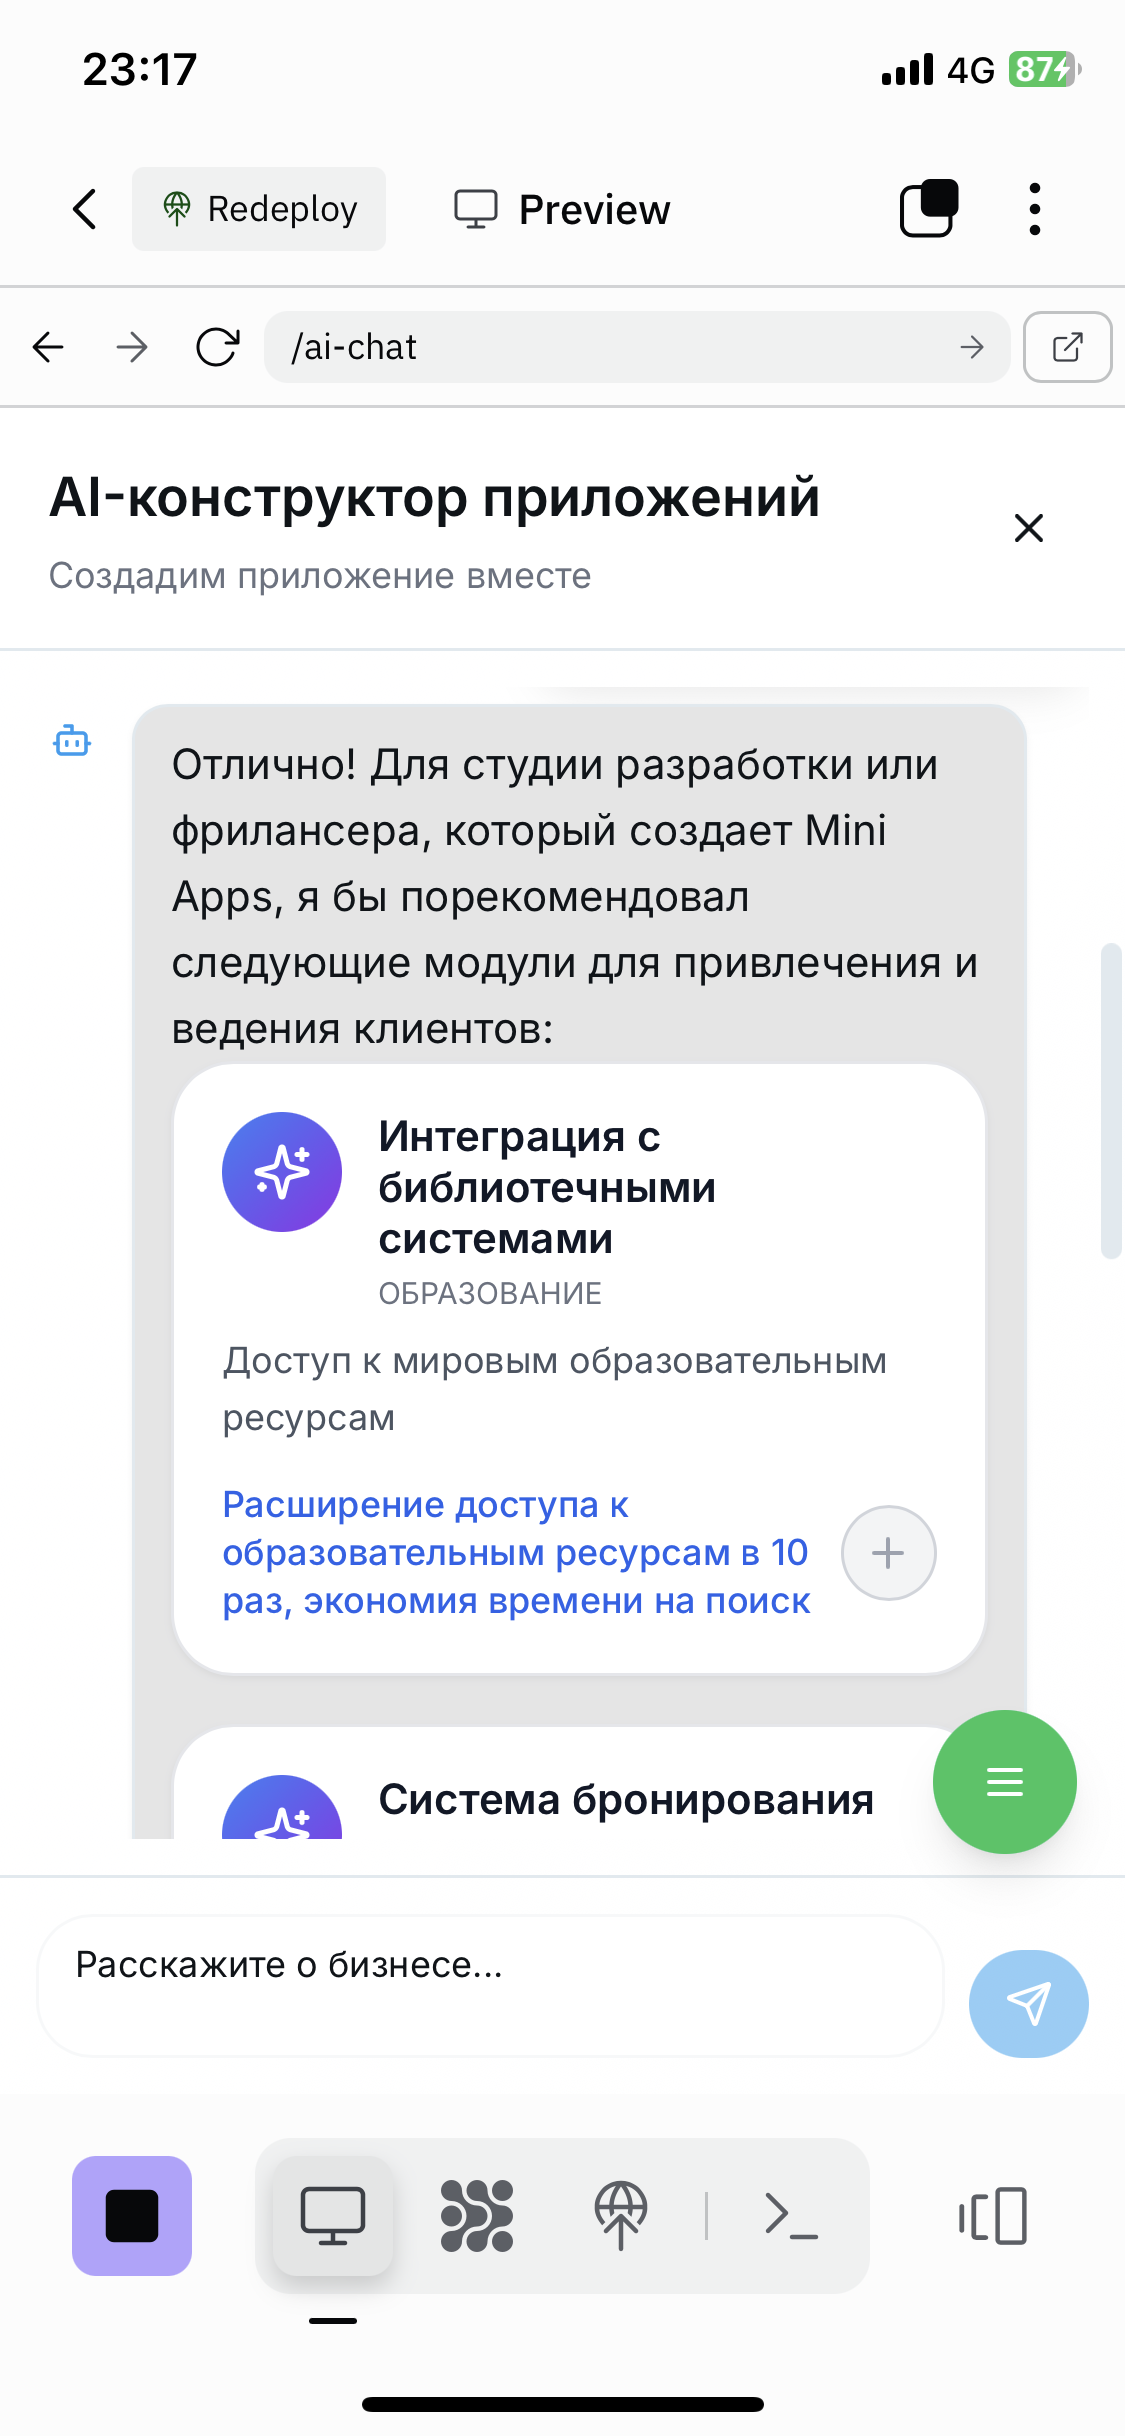 23:17
4G 87
Redeploy
Preview
/ai-chat
AI-конструктор приложений
Создадим приложение вместе
Отлично! Для студии разработки или
фрилансера, который создает Mini
Apps, я бы порекомендовал
следующие модули для привлечения и
ведения клиентов:
Интеграция с
библиотечными
системами
ОБРАЗОВАНИЕ
Доступ к мировым образовательным
ресурсам
Расширение доступа к
образовательным ресурсам в 10
раз, экономия времени на поиск
Система бронирования
Расскажите о бизнесе...